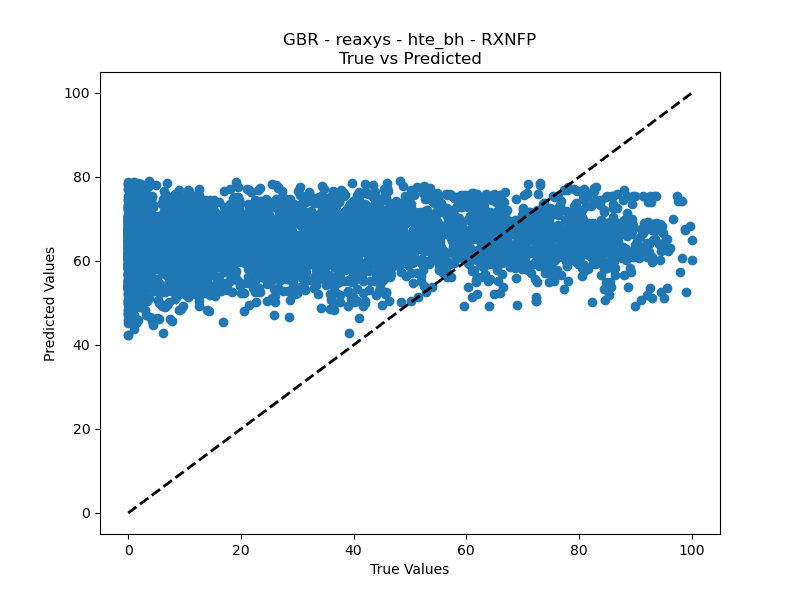 GBR - reaxys - hte_bh - RXNFP
True vs Predicted
100
80
60
40
20
0
Predicted Values
0 20 40 60 80 100
True Values